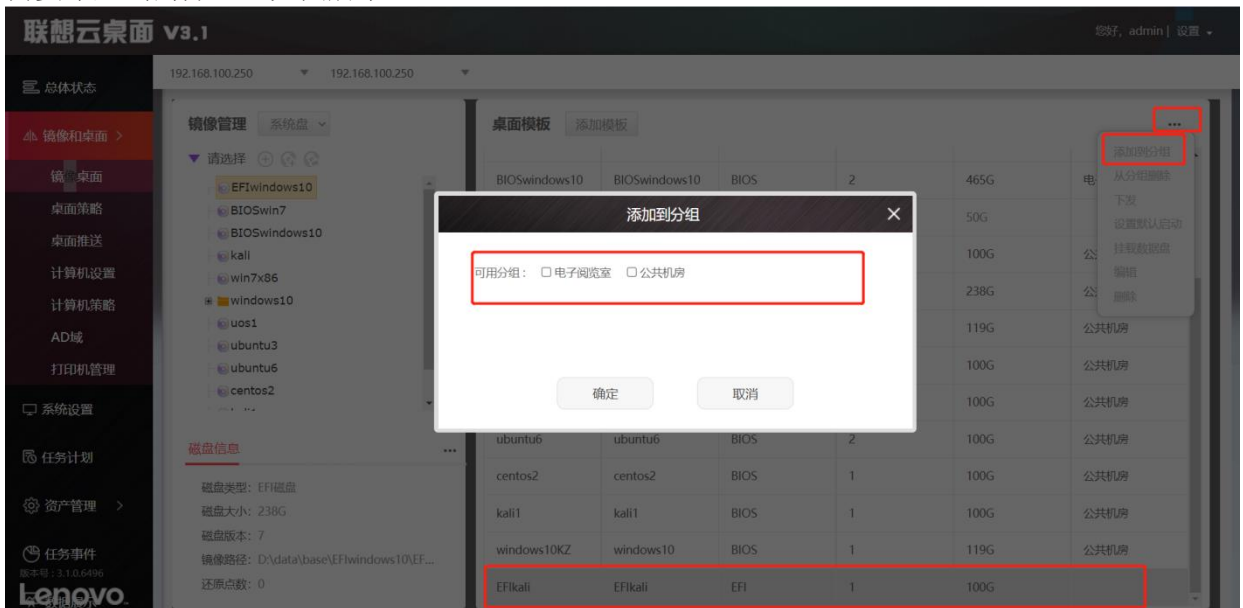 联想云桌面 V3.1
您好，admin | 设置
192.168.100.250 192.168.100.250
总体状态
镜像和桌面 >
桌面
桌面策略
桌面推送
计算机设置
计算机策略
AD域
打印机管理
系统设置
任务计划
资产管理 >
任务事件
版本号：3.1.0.6496
Lenovo
镜像管理 系统盘
请选择
EFIwindows10
BIOSwin7
BIOSwindows10
kali
win7x86
windows10
uos1
ubuntu3
ubuntu6
centos2
磁盘信息 ...
磁盘类型：EFI磁盘
磁盘大小：238G
磁盘版本：7
镜像路径：D:\data\base\EFIwindows10\EF...
还原点数：0
桌面模板 添加模板 ...
添加到分组
从分组删除
下发
设置默认启动
挂载数据盘
编辑
删除
BIOSwindows10 BIOSwindows10 BIOS 2 465G 电
50G
100G 公
238G 公
119G 公共机房
100G 公共机房
100G 公共机房
ubuntu6 ubuntu6 BIOS 2 100G 公共机房
centos2 centos2 BIOS 1 100G 公共机房
kali1 kali1 BIOS 1 100G 公共机房
windows10KZ windows10 BIOS 1 119G 公共机房
EFIkali EFIkali EFI 1 100G
添加到分组 ×
可用分组： 电子阅览室 公共机房
确定 取消